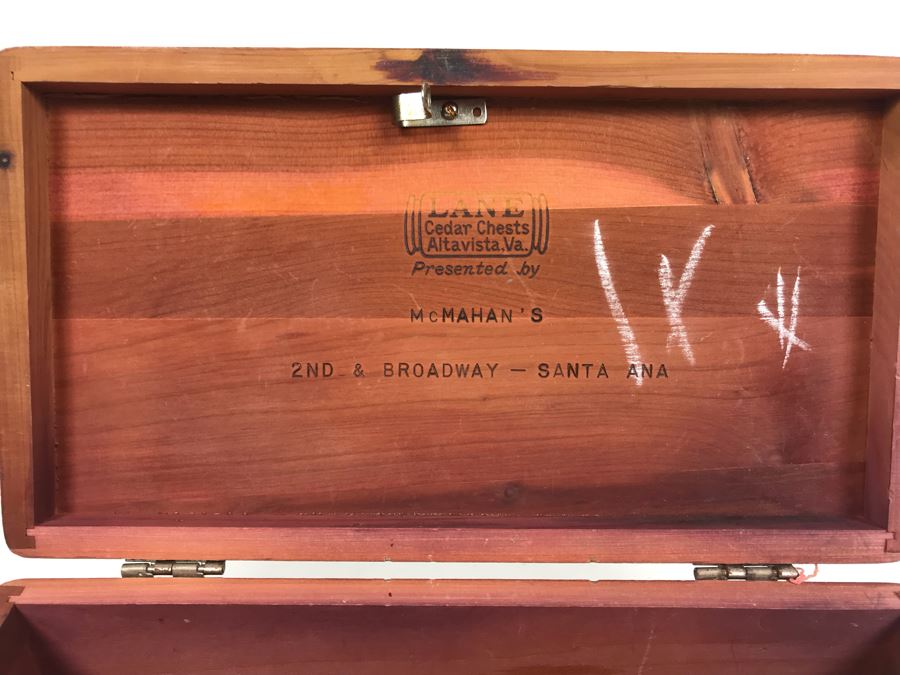 LANE
Cedar Chests
Altavista.Va.
Presented by
McMAHAN'S
2ND & BROADWAY — SANTA ANA